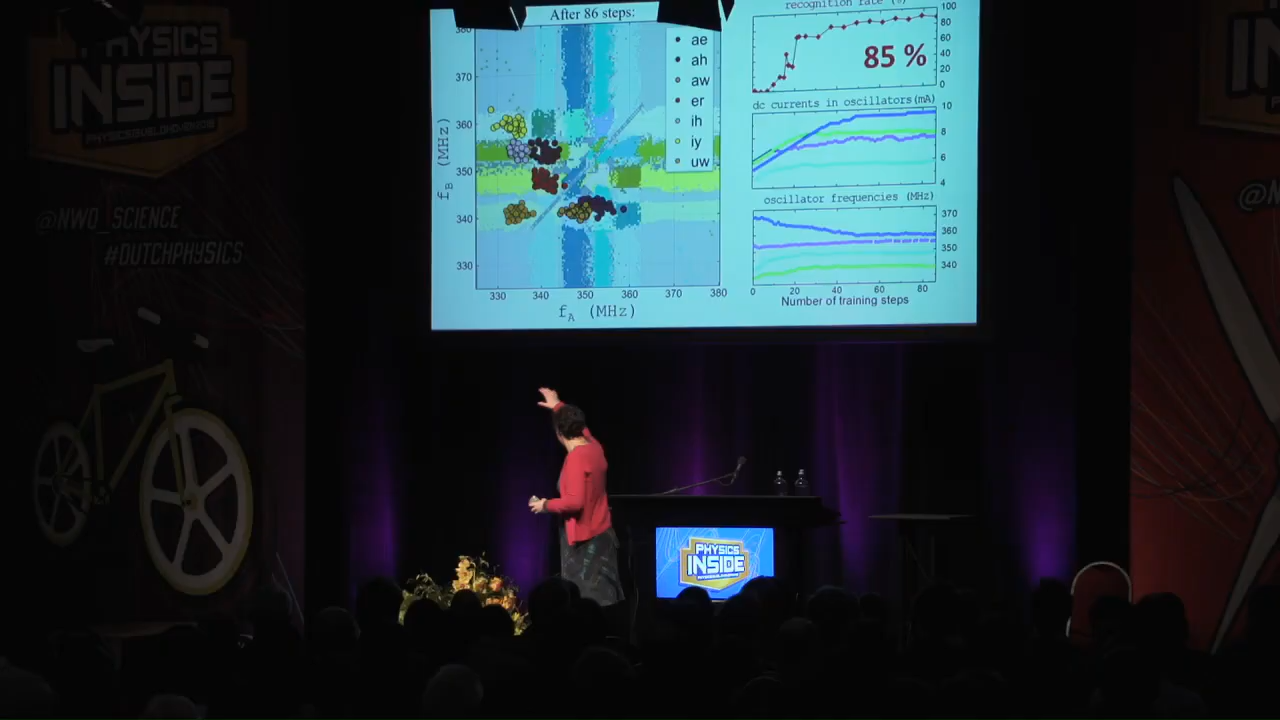 PHYSICS
INSIDE
@NWO_SCIENCE
#DUTCHPHYSICS
After 86 steps:
380
370
360
350
340
330
f_B (MHz)
330 340 350 360 370 380
f_A (MHz)
ae
ah
aw
er
ih
iy
uw
recognition rate (%)
85 %
100
80
60
40
20
0
dc currents in oscillators (mA)
10
8
6
4
oscillator frequencies (MHz)
370
360
350
340
0 20 40 60 80
Number of training steps
PHYSICS
INSIDE